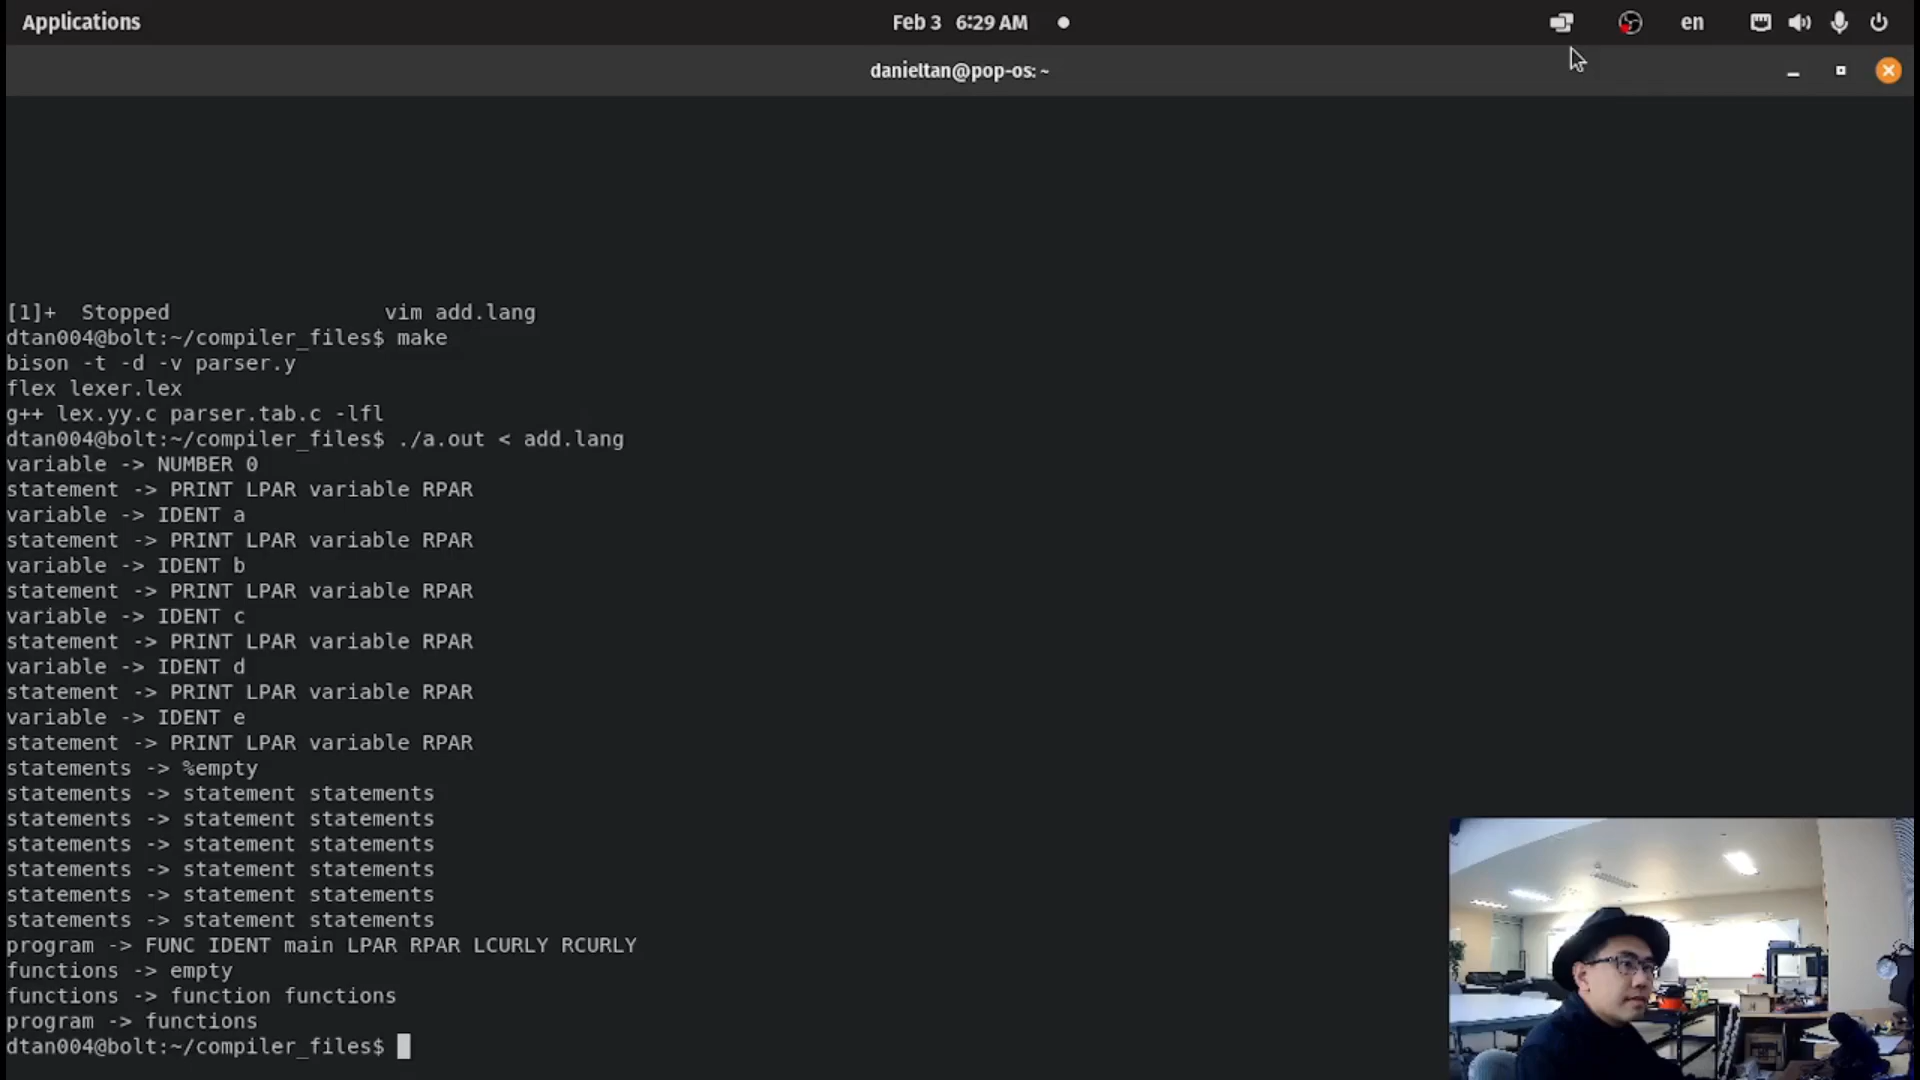 Applications
Feb 3 6:29 AM
en
danieltan@pop-os: ~
[1]+  Stopped                 vim add.lang
dtan004@bolt:~/compiler_files$ make
bison -t -d -v parser.y
flex lexer.lex
g++ lex.yy.c parser.tab.c -lfl
dtan004@bolt:~/compiler_files$ ./a.out < add.lang
variable -> NUMBER 0
statement -> PRINT LPAR variable RPAR
variable -> IDENT a
statement -> PRINT LPAR variable RPAR
variable -> IDENT b
statement -> PRINT LPAR variable RPAR
variable -> IDENT c
statement -> PRINT LPAR variable RPAR
variable -> IDENT d
statement -> PRINT LPAR variable RPAR
variable -> IDENT e
statement -> PRINT LPAR variable RPAR
statements -> %empty
statements -> statement statements
statements -> statement statements
statements -> statement statements
statements -> statement statements
statements -> statement statements
statements -> statement statements
program -> FUNC IDENT main LPAR RPAR LCURLY RCURLY
functions -> empty
functions -> function functions
program -> functions
dtan004@bolt:~/compiler_files$